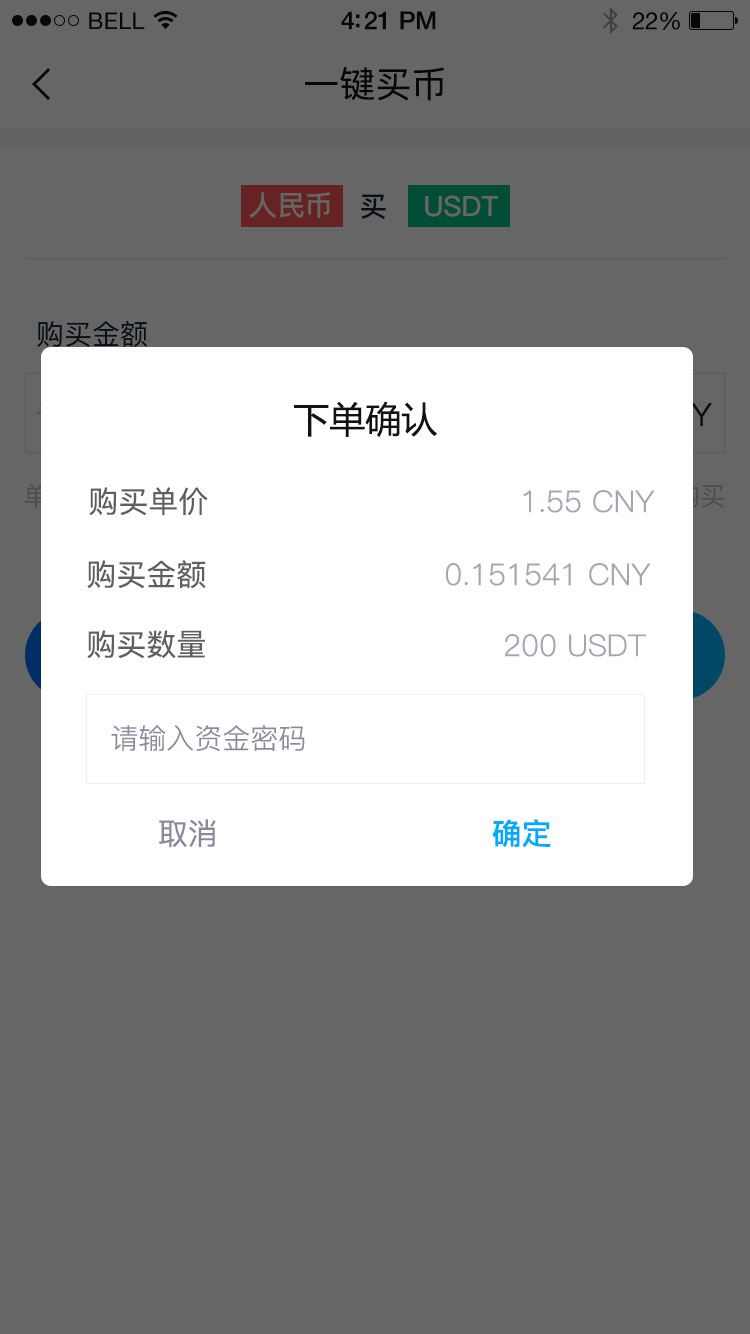 BELL 4:21 PM 22%
一键买币
人民币 买 USDT
购买金额
Y
下单确认
购买单价 1.55 CNY
单 购买
购买金额 0.151541 CNY
购买数量 200 USDT
请输入资金密码
取消 确定